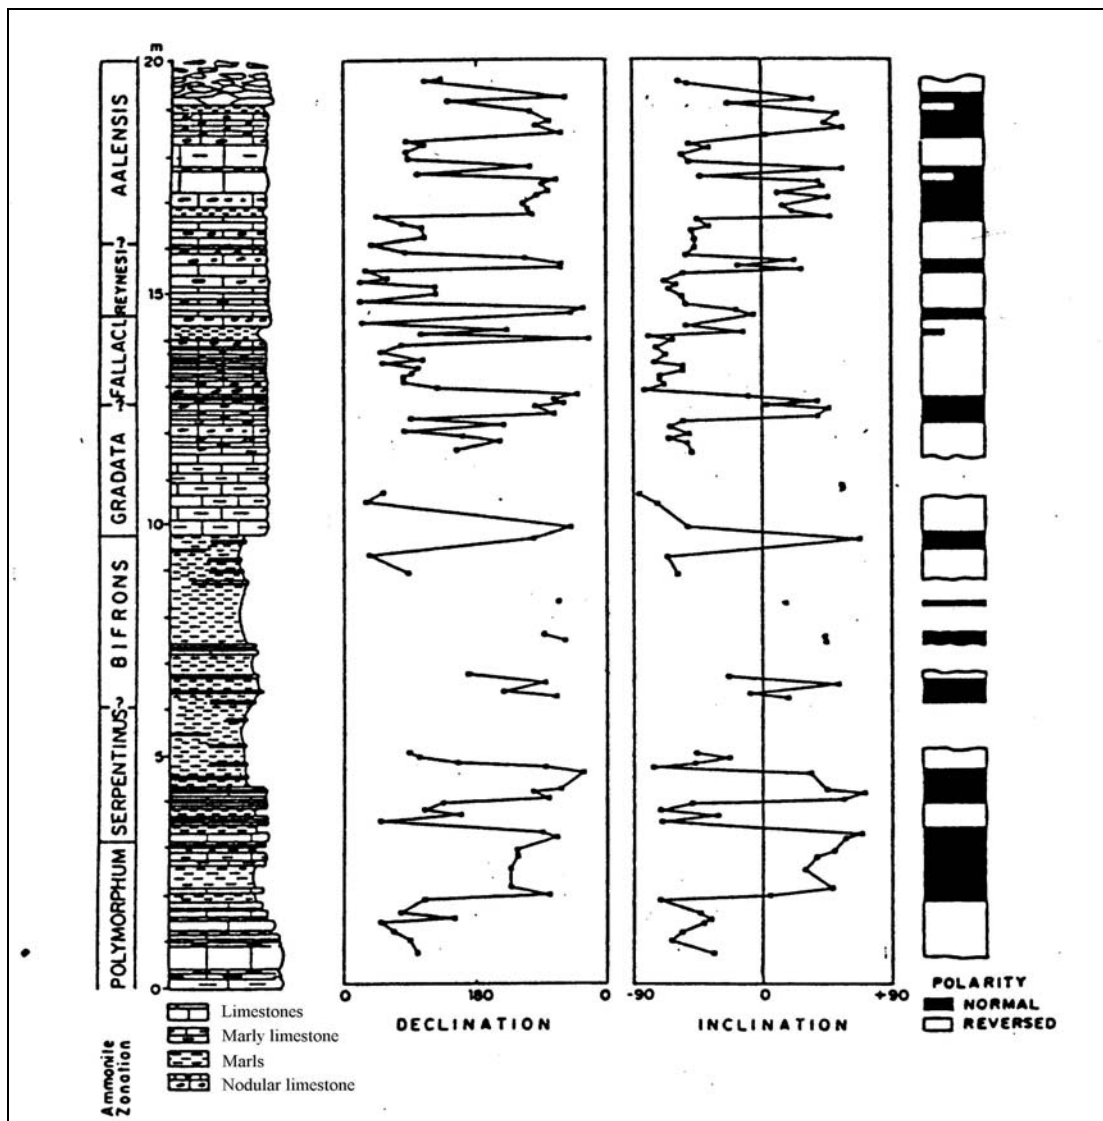 m
20
AALENSIS
?
REYNESI
15
FALLACI
?
GRADATA
10
BIFRONS
?
5
SERPENTINUS
POLYMORPHUM
0
0 180 0
DECLINATION
-90 0 +90
INCLINATION
POLARITY
NORMAL
REVERSED
Limestones
Marly limestone
Marls
Nodular limestone
Ammonite
Zonation